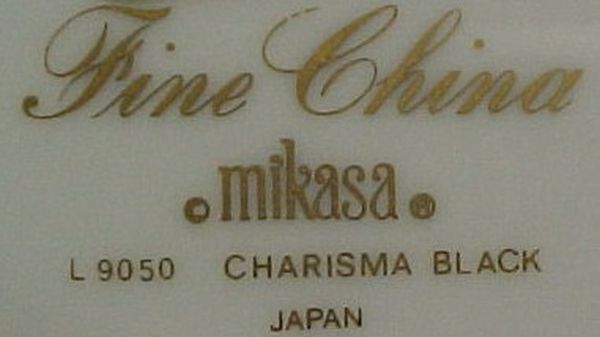 Fine China
© mikasa ®
L 9050 CHARISMA BLACK
JAPAN